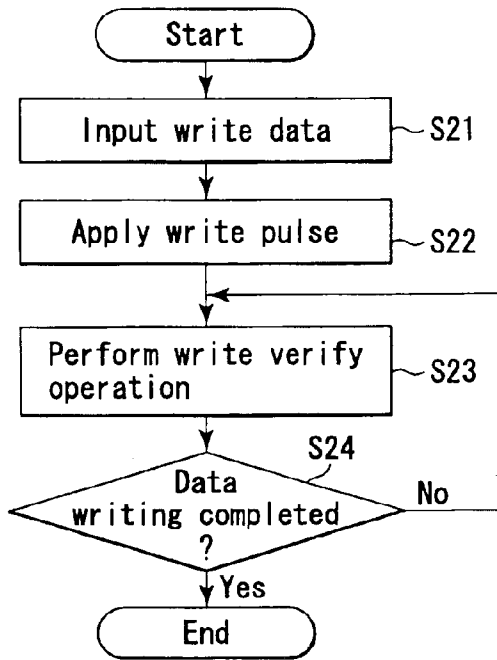 Start
Input write data
S21
Apply write pulse
S22
Perform write verify
operation
S23
S24
Data
writing completed
?
No
Yes
End